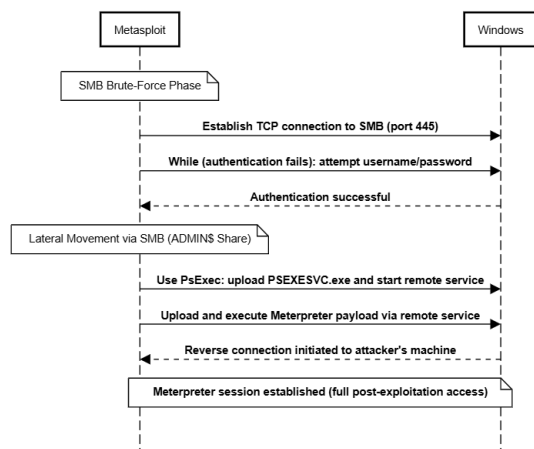 Metasploit
Windows
SMB Brute-Force Phase
Establish TCP connection to SMB (port 445)
While (authentication fails): attempt username/password
Authentication successful
Lateral Movement via SMB (ADMIN$ Share)
Use PsExec: upload PSEXESVC.exe and start remote service
Upload and execute Meterpreter payload via remote service
Reverse connection initiated to attacker's machine
Meterpreter session established (full post-exploitation access)